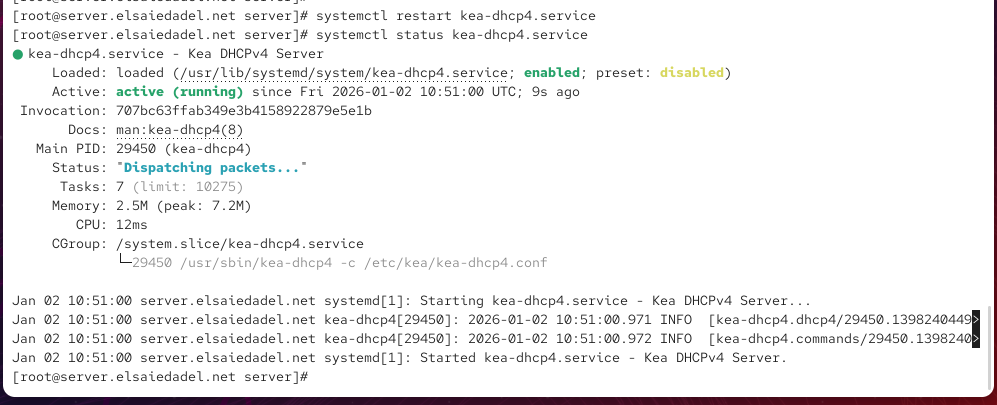 [root@server.elsaiedadel.net server]# systemctl restart kea-dhcp4.service
[root@server.elsaiedadel.net server]# systemctl status kea-dhcp4.service
● kea-dhcp4.service - Kea DHCPv4 Server
Loaded: loaded (/usr/lib/systemd/system/kea-dhcp4.service; enabled; preset: disabled)
Active: active (running) since Fri 2026-01-02 10:51:00 UTC; 9s ago
Invocation: 707bc63ffab349e3b4158922879e5e1b
Docs: man:kea-dhcp4(8)
Main PID: 29450 (kea-dhcp4)
Status: "Dispatching packets..."
Tasks: 7 (limit: 10275)
Memory: 2.5M (peak: 7.2M)
CPU: 12ms
CGroup: /system.slice/kea-dhcp4.service
└─29450 /usr/sbin/kea-dhcp4 -c /etc/kea/kea-dhcp4.conf
Jan 02 10:51:00 server.elsaiedadel.net systemd[1]: Starting kea-dhcp4.service - Kea DHCPv4 Server...
Jan 02 10:51:00 server.elsaiedadel.net kea-dhcp4[29450]: 2026-01-02 10:51:00.971 INFO [kea-dhcp4.dhcp4/29450.1398240449>
Jan 02 10:51:00 server.elsaiedadel.net kea-dhcp4[29450]: 2026-01-02 10:51:00.972 INFO [kea-dhcp4.commands/29450.1398240>
Jan 02 10:51:00 server.elsaiedadel.net systemd[1]: Started kea-dhcp4.service - Kea DHCPv4 Server.
[root@server.elsaiedadel.net server]#